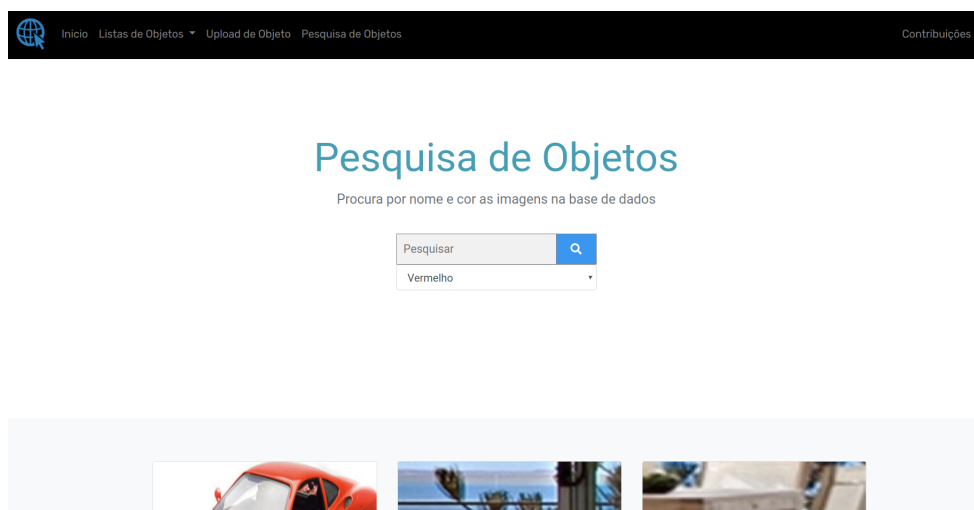 Inicio Listas de Objetos Upload de Objeto Pesquisa de Objetos Contribuições
Pesquisa de Objetos
Procura por nome e cor as imagens na base de dados
Pesquisar
Vermelho